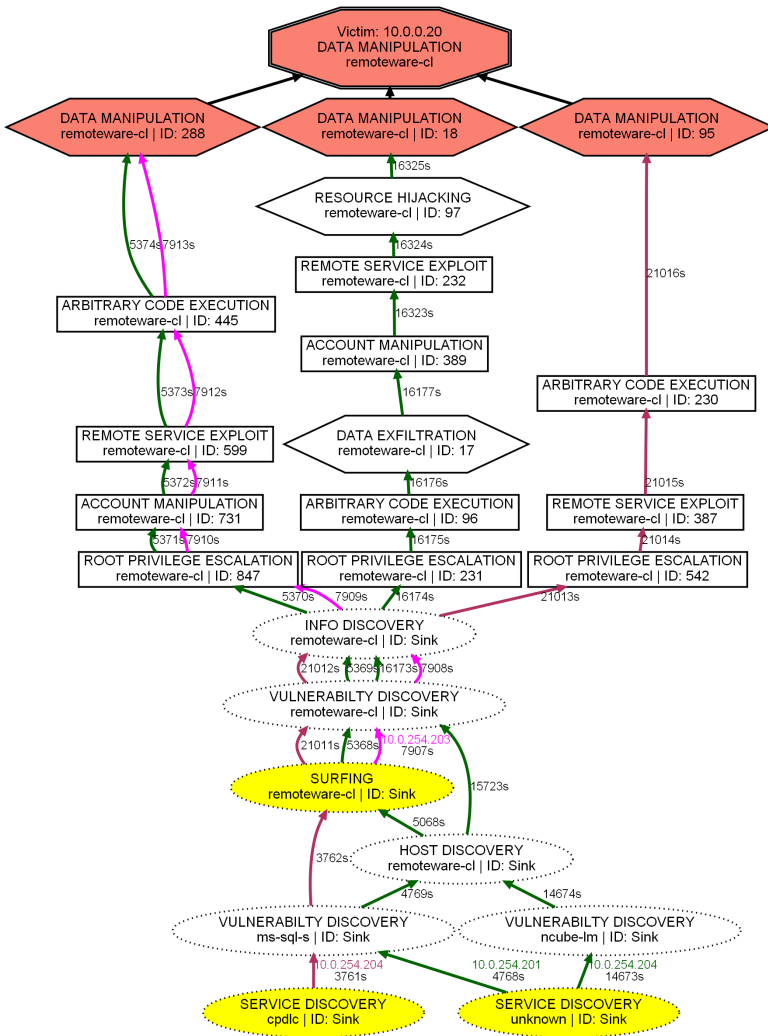 Victim: 10.0.0.20
DATA MANIPULATION
remoteware-cl
DATA MANIPULATION
remoteware-cl | ID: 288
DATA MANIPULATION
remoteware-cl | ID: 18
DATA MANIPULATION
remoteware-cl | ID: 95
16325s
RESOURCE HIJACKING
remoteware-cl | ID: 97
5374s
7913s
16324s
REMOTE SERVICE EXPLOIT
remoteware-cl | ID: 232
21016s
ARBITRARY CODE EXECUTION
remoteware-cl | ID: 445
16323s
ACCOUNT MANIPULATION
remoteware-cl | ID: 389
5373s
7912s
16177s
ARBITRARY CODE EXECUTION
remoteware-cl | ID: 230
REMOTE SERVICE EXPLOIT
remoteware-cl | ID: 599
DATA EXFILTRATION
remoteware-cl | ID: 17
5372s
7911s
16176s
21015s
ACCOUNT MANIPULATION
remoteware-cl | ID: 731
ARBITRARY CODE EXECUTION
remoteware-cl | ID: 96
REMOTE SERVICE EXPLOIT
remoteware-cl | ID: 387
5371s
7910s
16175s
21014s
ROOT PRIVILEGE ESCALATION
remoteware-cl | ID: 847
ROOT PRIVILEGE ESCALATION
remoteware-cl | ID: 231
ROOT PRIVILEGE ESCALATION
remoteware-cl | ID: 542
5370s
7909s
16174s
21013s
INFO DISCOVERY
remoteware-cl | ID: Sink
21012s
5369s
16173s
7908s
VULNERABILTY DISCOVERY
remoteware-cl | ID: Sink
21011s
5368s
10.0.254.203
7907s
SURFING
remoteware-cl | ID: Sink
15723s
5068s
HOST DISCOVERY
remoteware-cl | ID: Sink
3762s
4769s
14674s
VULNERABILTY DISCOVERY
ms-sql-s | ID: Sink
VULNERABILTY DISCOVERY
ncube-lm | ID: Sink
10.0.254.204
3761s
10.0.254.201
4768s
10.0.254.204
14673s
SERVICE DISCOVERY
cpdlc | ID: Sink
SERVICE DISCOVERY
unknown | ID: Sink